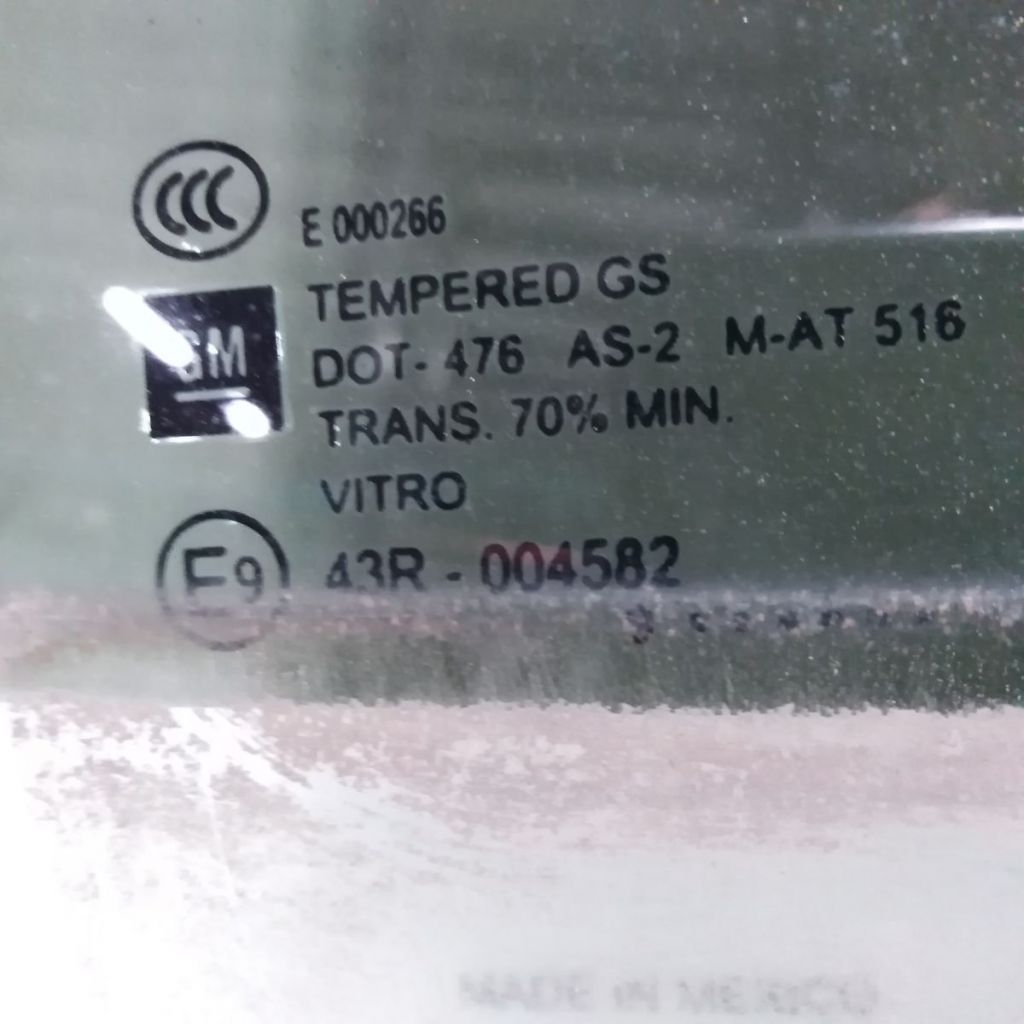 CCC
E 000266
GM
TEMPERED GS
DOT- 476 AS-2 M-AT 516
TRANS. 70% MIN.
VITRO
E9
43R - 004582
MADE IN MEXICO